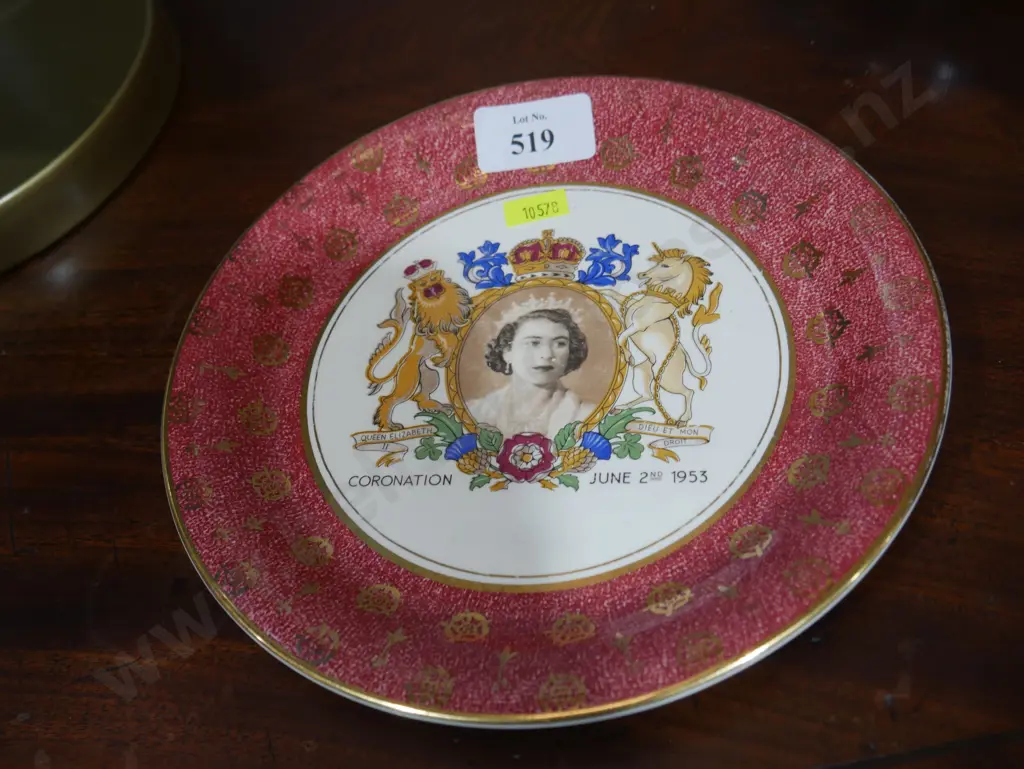 Lot No.
519
10578
QUEEN ELIZABETH
II
DIEU ET MON
DROIT
CORONATION JUNE 2ND 1953